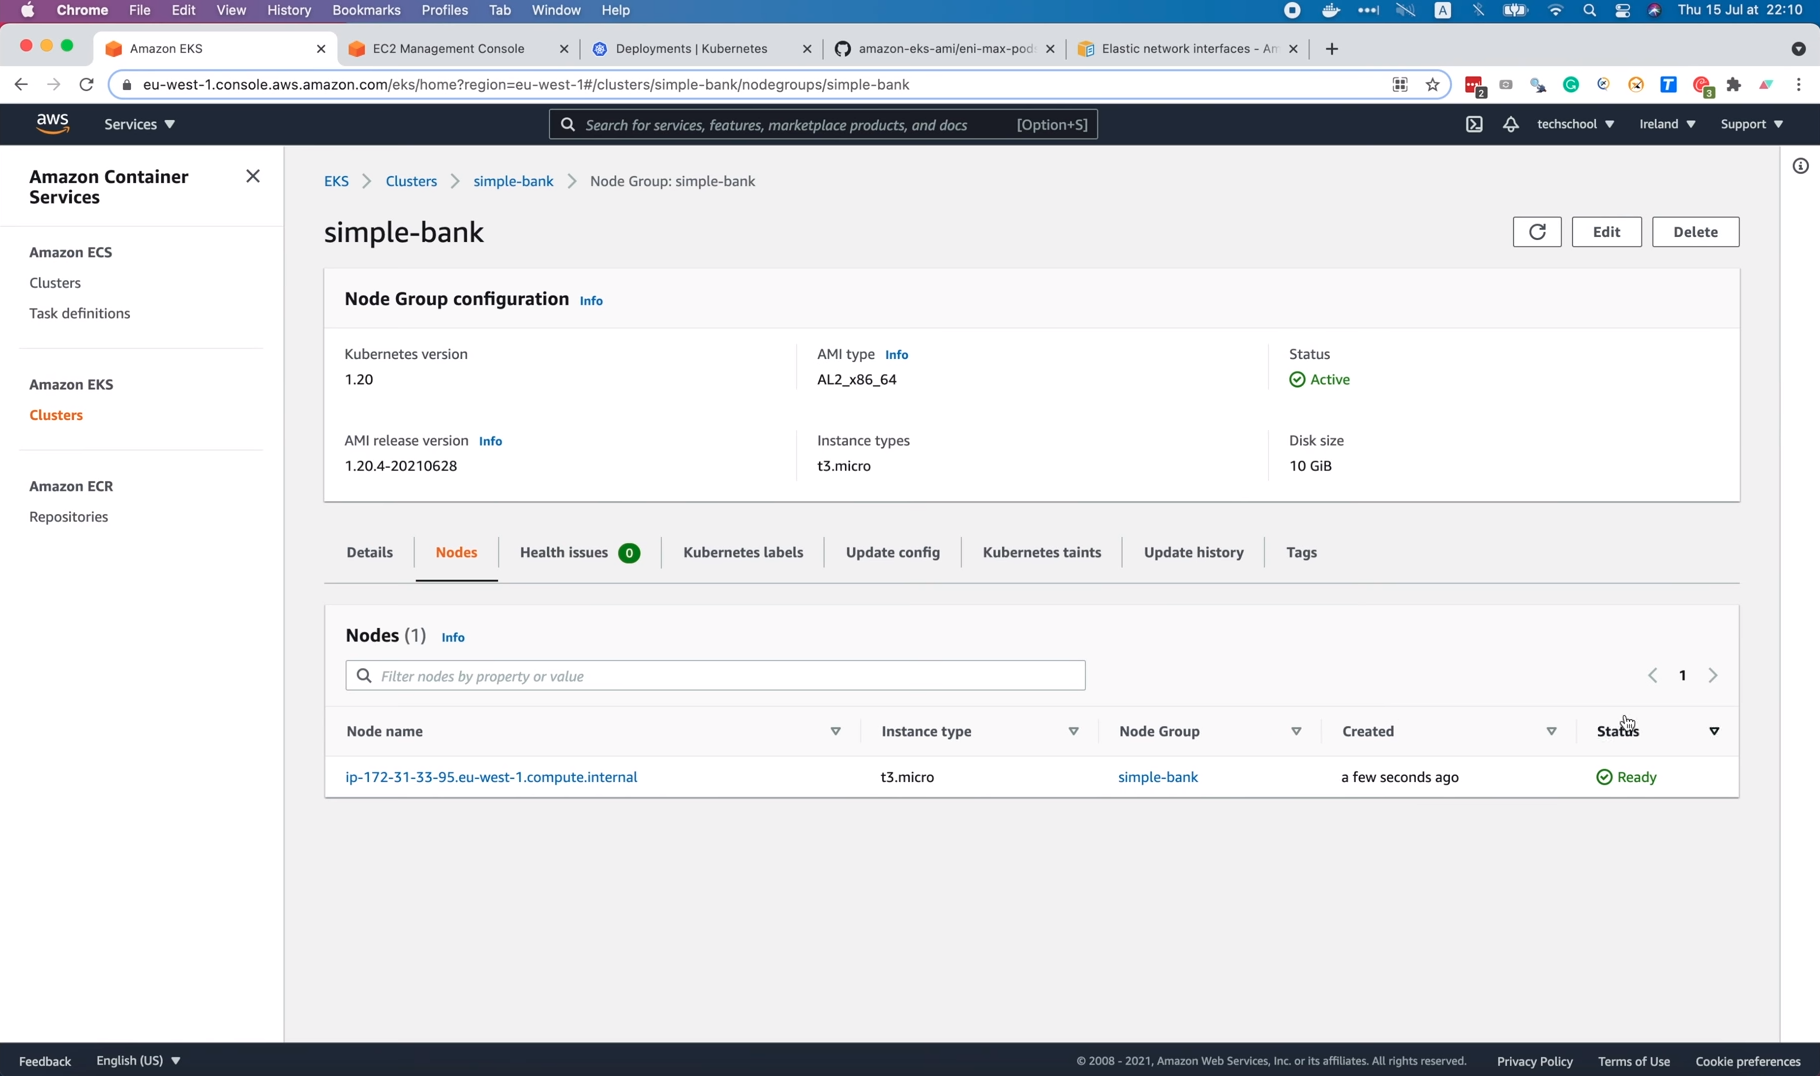 Chrome File Edit View History Bookmarks Profiles Tab Window Help A Thu 15 Jul at 22:10
Amazon EKS EC2 Management Console Deployments | Kubernetes amazon-eks-ami/eni-max-pod Elastic network interfaces - Am
eu-west-1.console.aws.amazon.com/eks/home?region=eu-west-1#/clusters/simple-bank/nodegroups/simple-bank 2 T 3
aws Services Search for services, features, marketplace products, and docs [Option+S] techschool Ireland Support
Amazon Container
Services
Amazon ECS
Clusters
Task definitions
Amazon EKS
Clusters
Amazon ECR
Repositories
EKS Clusters simple-bank Node Group: simple-bank
simple-bank Edit Delete
Node Group configuration Info
Kubernetes version AMI type Info Status
1.20 AL2_x86_64 Active
AMI release version Info Instance types Disk size
1.20.4-20210628 t3.micro 10 GiB
Details Nodes Health issues 0 Kubernetes labels Update config Kubernetes taints Update history Tags
Nodes (1) Info
Filter nodes by property or value 1
Node name Instance type Node Group Created Status
ip-172-31-33-95.eu-west-1.compute.internal t3.micro simple-bank a few seconds ago Ready
Feedback English (US) © 2008 - 2021, Amazon Web Services, Inc. or its affiliates. All rights reserved. Privacy Policy Terms of Use Cookie preferences